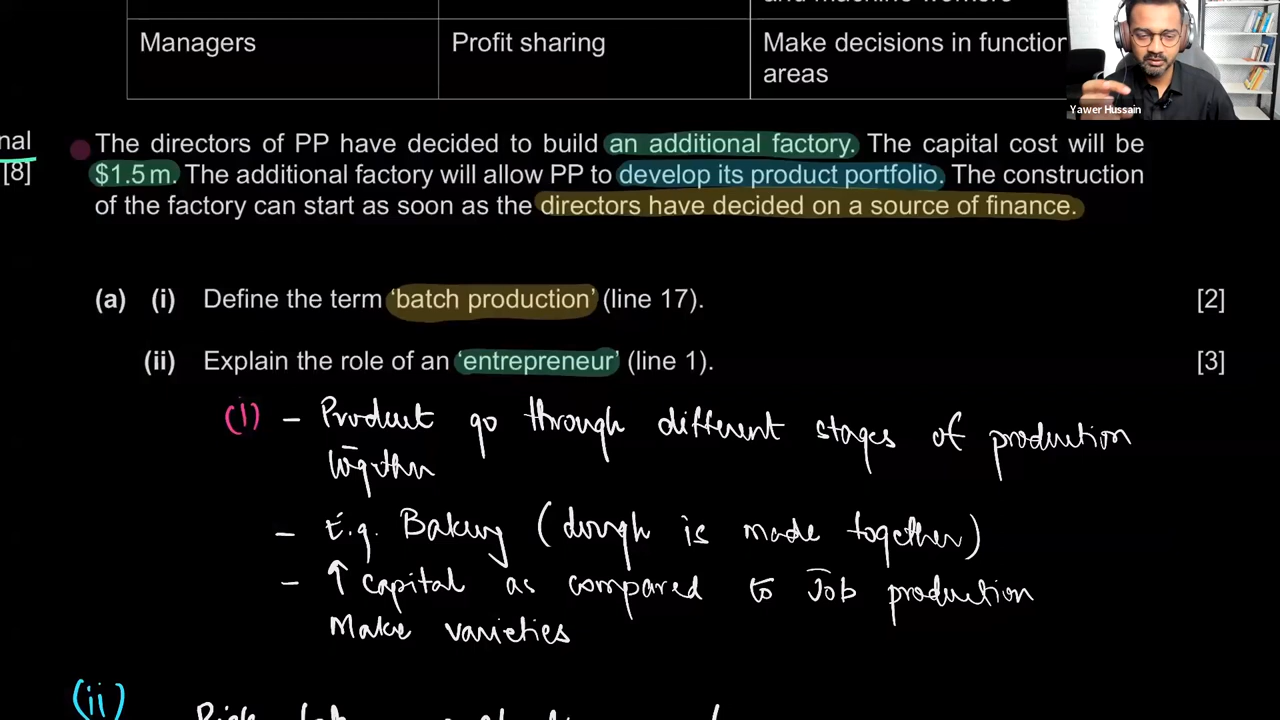 and machine workers
Managers Profit sharing Make decisions in function
areas
Yawer Hussain
nal
[8]
The directors of PP have decided to build an additional factory. The capital cost will be
$1.5m. The additional factory will allow PP to develop its product portfolio. The construction
of the factory can start as soon as the directors have decided on a source of finance.
(a) (i) Define the term ‘batch production’ (line 17). [2]
(ii) Explain the role of an ‘entrepreneur’ (line 1). [3]
(i) – Product go through different stages of production
together
– E.g. Bakery (dough is made together)
– ↑ capital as compared to Job production
Make varieties
(ii)